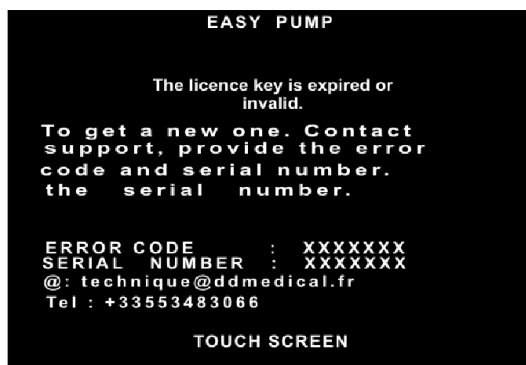 EASY PUMP
The licence key is expired or
invalid.
To get a new one. Contact
support, provide the error
code and serial number.
the serial number.
ERROR CODE : XXXXXXX
SERIAL NUMBER : XXXXXXX
@: technique@ddmedical.fr
Tel : +33553483066
TOUCH SCREEN